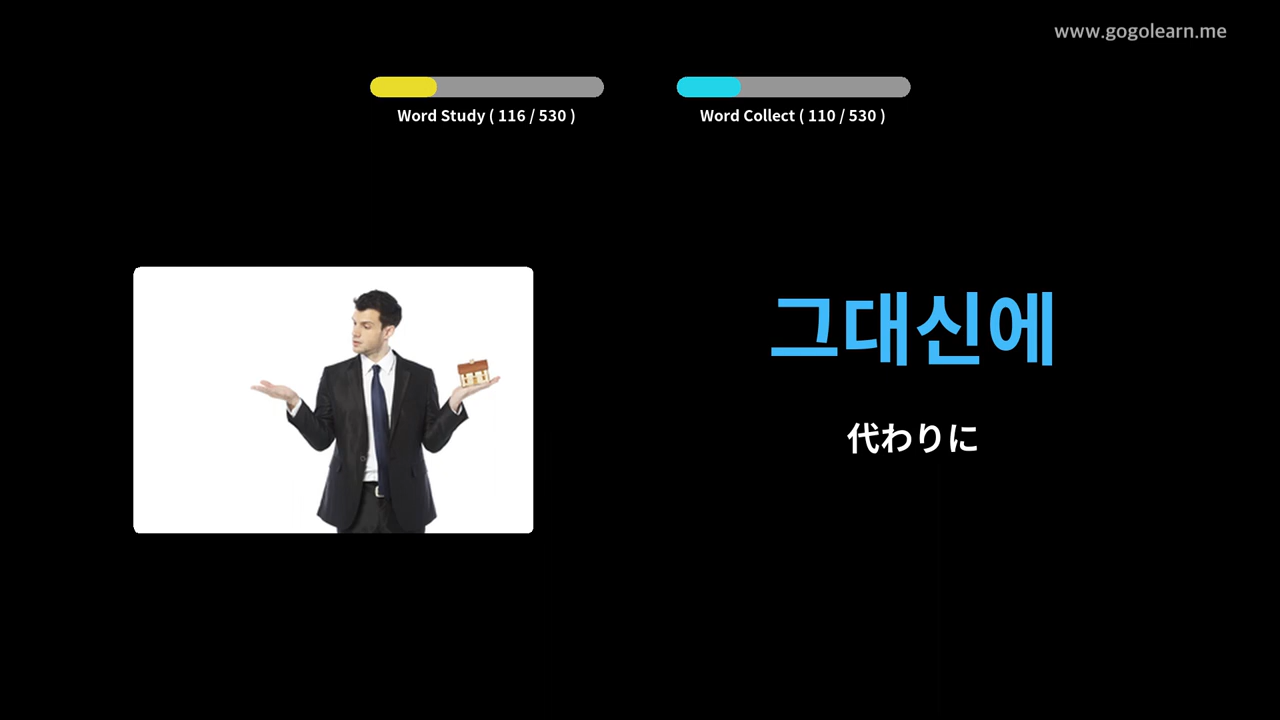 www.gogolearn.me
Word Study ( 116 / 530 )
Word Collect ( 110 / 530 )
그대신에
代わりに